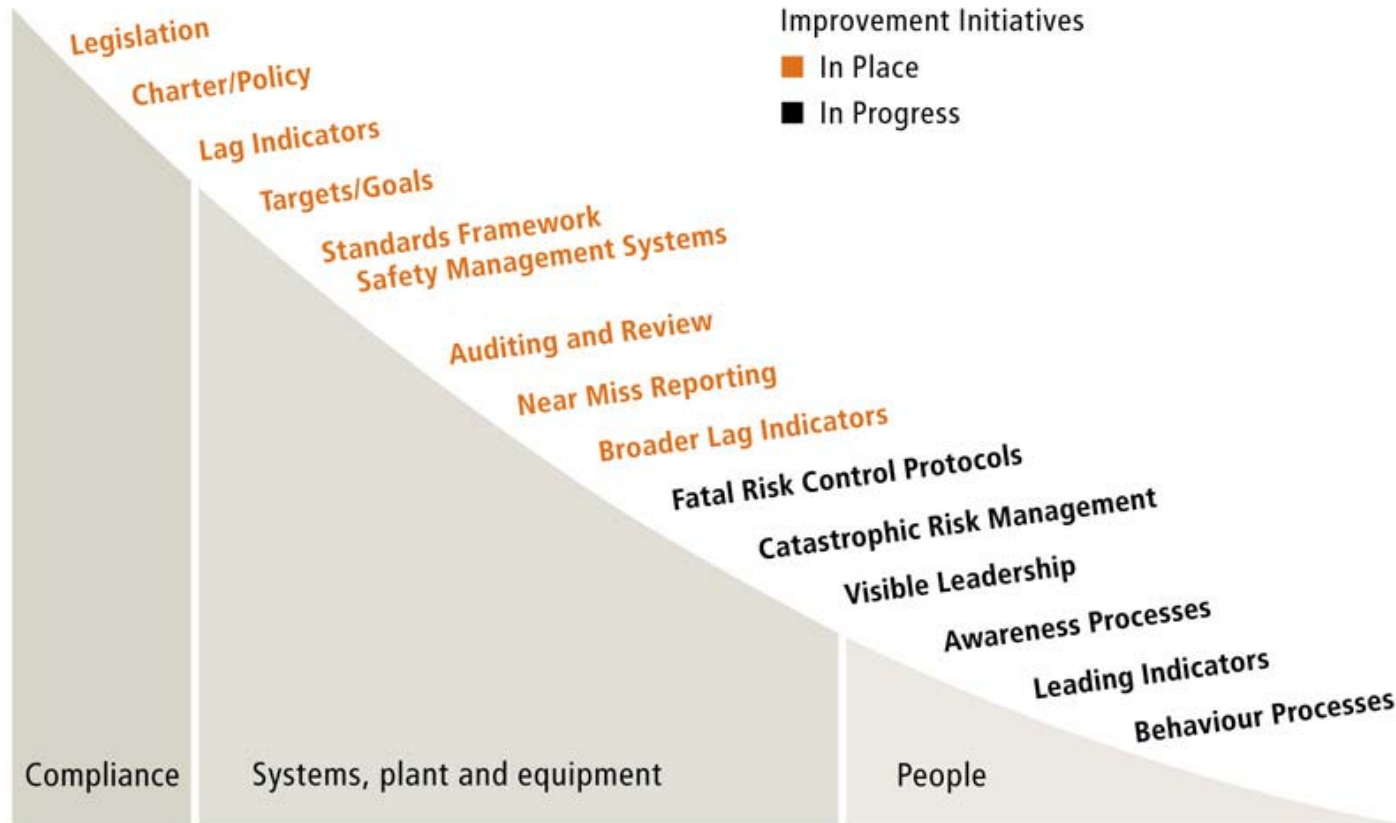 Improvement Initiatives
In Place
In Progress
Legislation
Charter/Policy
Lag Indicators
Targets/Goals
Standards Framework
Safety Management Systems
Auditing and Review
Near Miss Reporting
Broader Lag Indicators
Fatal Risk Control Protocols
Catastrophic Risk Management
Visible Leadership
Awareness Processes
Leading Indicators
Behaviour Processes
Compliance
Systems, plant and equipment
People